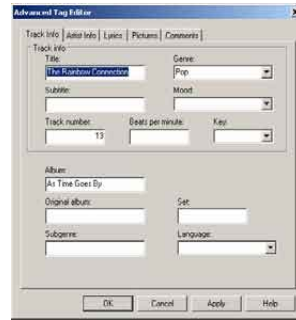 Advanced Tag Editor
Track Info Artist Info Lyrics Pictures Comments
Track info
Title: Genre:
The Rainbow Connection Pop
Subtitle: Mood:
Track number: Beats per minute: Key:
13
Album:
As Time Goes By
Original album: Set:
Subgenre: Language:
OK Cancel Apply Help